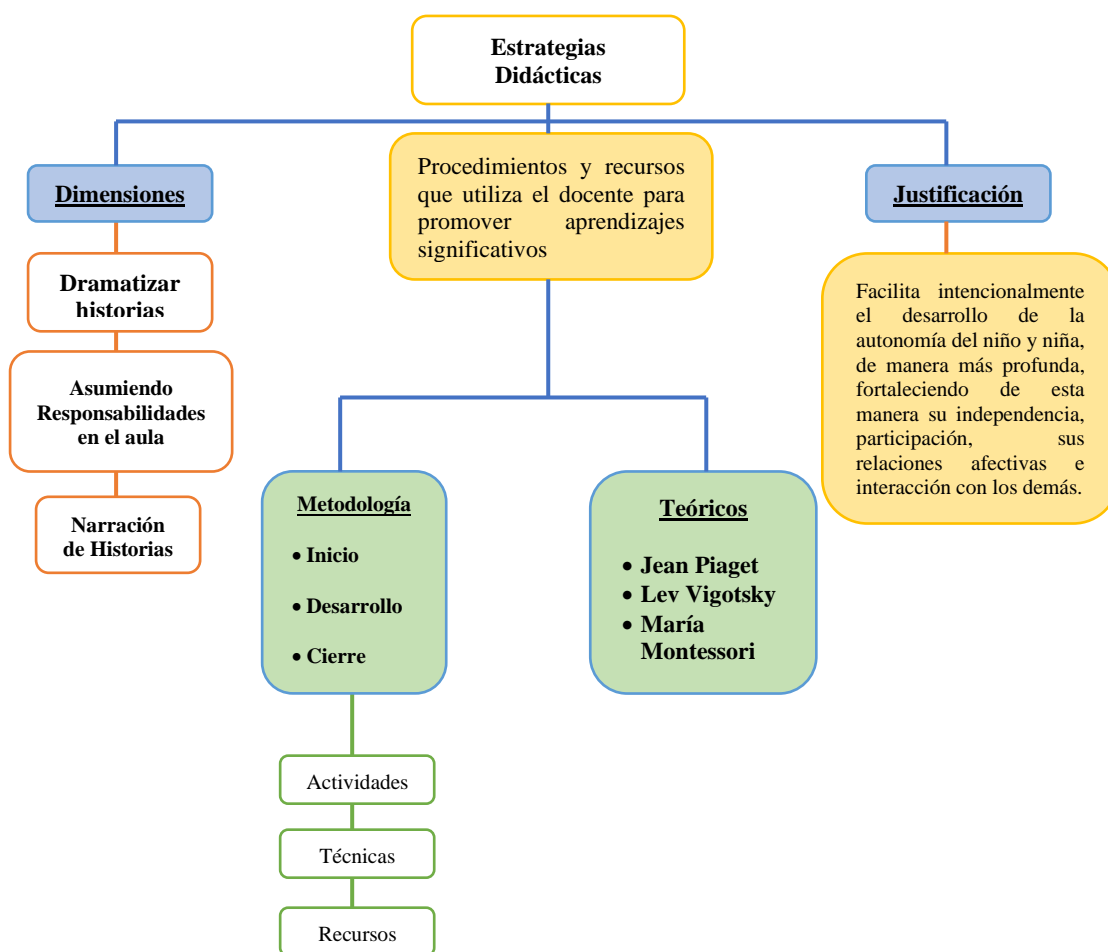 Estrategias
Didácticas
Dimensiones
Dramatizar
historias
Asumiendo
Responsabilidades
en el aula
Narración
de Historias
Procedimientos y recursos
que utiliza el docente para
promover aprendizajes
significativos
Metodología
• Inicio
• Desarrollo
• Cierre
Actividades
Técnicas
Recursos
Teóricos
• Jean Piaget
• Lev Vigotsky
• María
Montessori
Justificación
Facilita intencionalmente
el desarrollo de la
autonomía del niño y niña,
de manera más profunda,
fortaleciendo de esta
manera su independencia,
participación, sus
relaciones afectivas e
interacción con los demás.